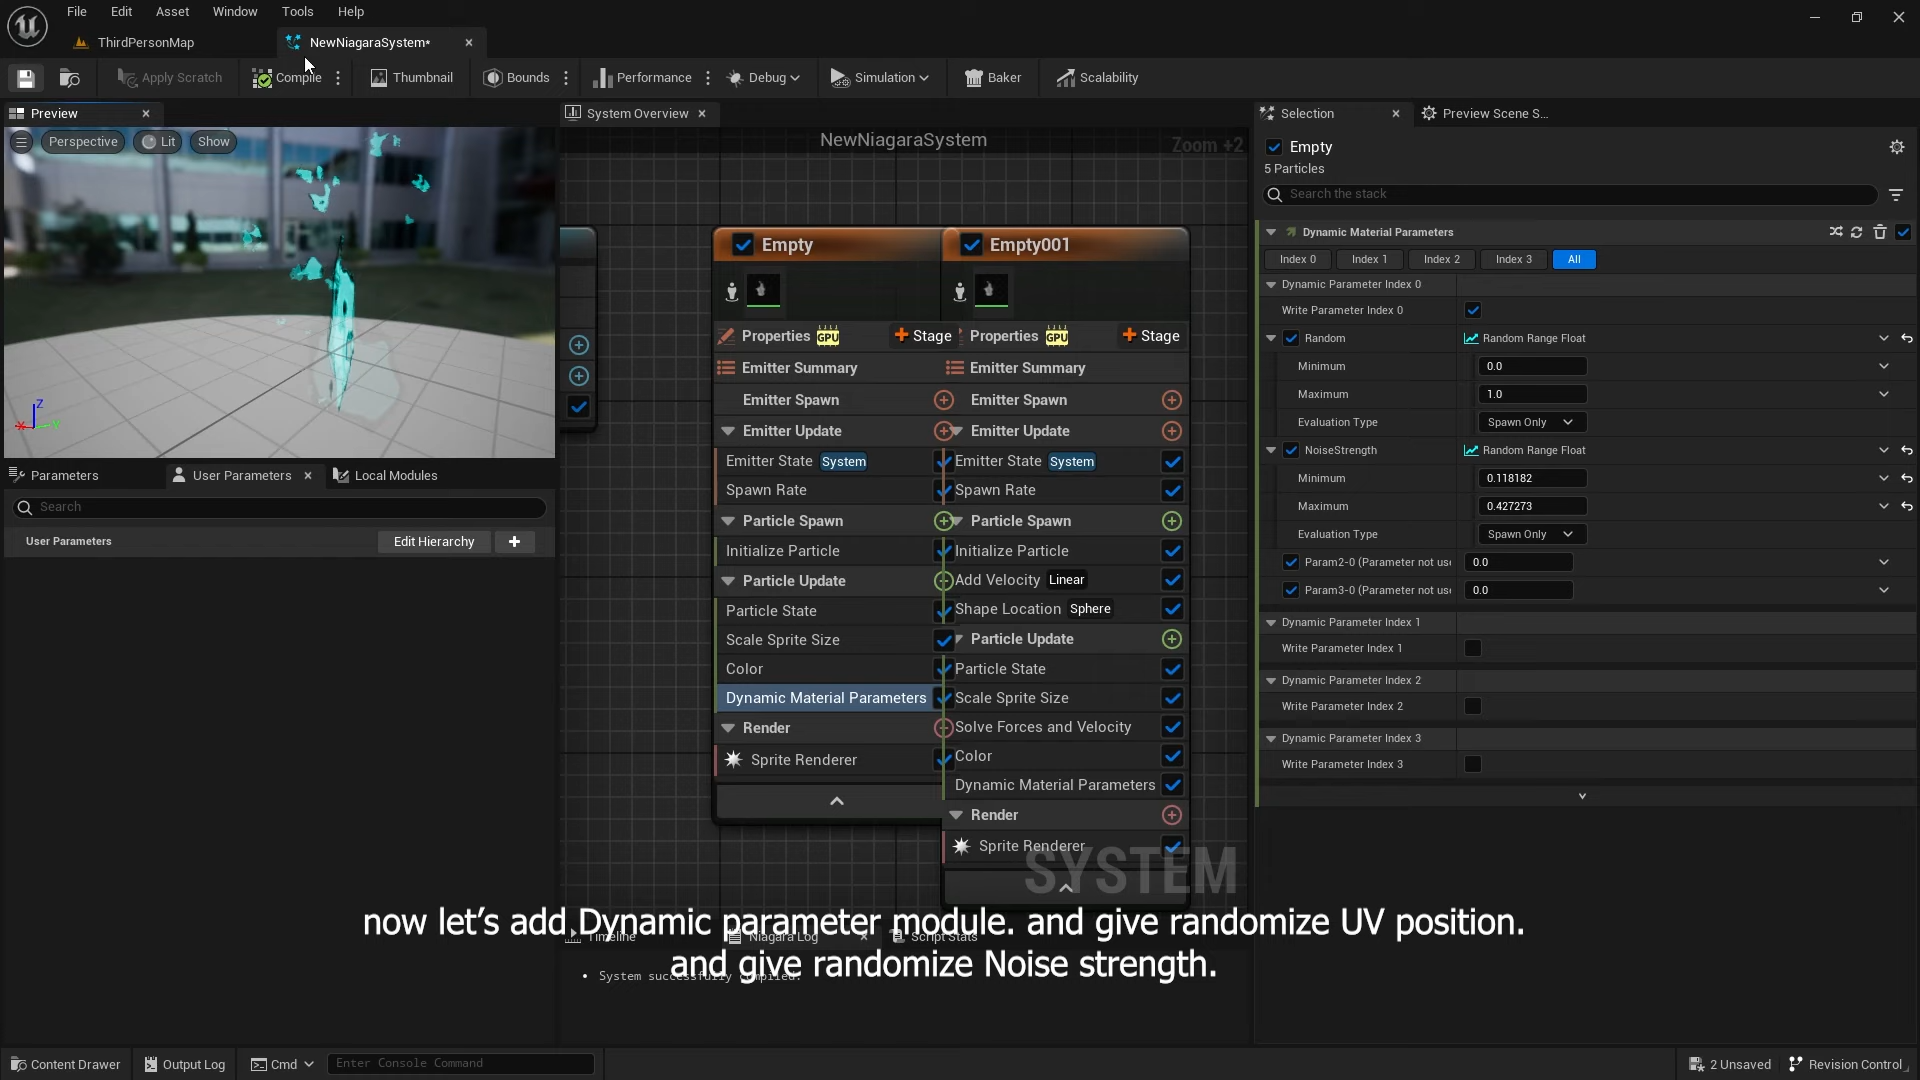 File Edit Asset Window Tools Help
ThirdPersonMap NewNiagaraSystem*
Apply Scratch Compile Thumbnail Bounds Performance Debug Simulation Baker Scalability
Preview System Overview Selection Preview Scene S...
Perspective Lit Show
NewNiagaraSystem Zoom +2
Empty
5 Particles
Search the stack
Z
Parameters User Parameters Local Modules
Search
User Parameters Edit Hierarchy
Empty
Properties GPU Stage
Emitter Summary
Emitter Spawn
Emitter Update
Emitter State System
Spawn Rate
Particle Spawn
Initialize Particle
Particle Update
Particle State
Scale Sprite Size
Color
Dynamic Material Parameters
Render
Sprite Renderer
Empty001
Properties GPU Stage
Emitter Summary
Emitter Spawn
Emitter Update
Emitter State System
Spawn Rate
Particle Spawn
Initialize Particle
Add Velocity Linear
Shape Location Sphere
Particle Update
Particle State
Scale Sprite Size
Solve Forces and Velocity
Color
Dynamic Material Parameters
Render
Sprite Renderer
SYSTEM
Dynamic Material Parameters
Index 0 Index 1 Index 2 Index 3 All
Dynamic Parameter Index 0
Write Parameter Index 0
Random Random Range Float
Minimum 0.0
Maximum 1.0
Evaluation Type Spawn Only
NoiseStrength Random Range Float
Minimum 0.118182
Maximum 0.427273
Evaluation Type Spawn Only
Param2-0 (Parameter not use 0.0
Param3-0 (Parameter not use 0.0
Dynamic Parameter Index 1
Write Parameter Index 1
Dynamic Parameter Index 2
Write Parameter Index 2
Dynamic Parameter Index 3
Write Parameter Index 3
now let's add Dynamic parameter module. and give randomize UV position.
Timeline Niagara Log Script Stats
and give randomize Noise strength.
System successfully compiled.
Content Drawer Output Log Cmd Enter Console Command 2 Unsaved Revision Control